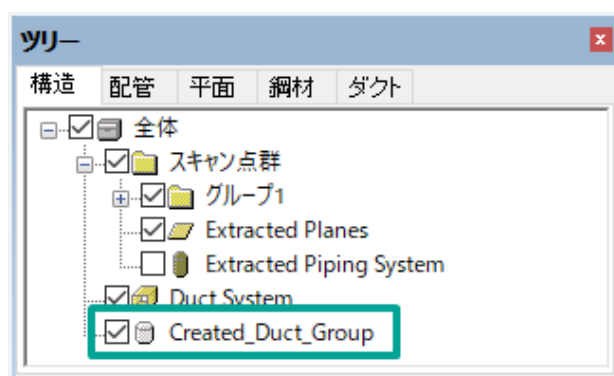 ツリー
構造 配管 平面 鋼材 ダクト
全体
スキャン点群
グループ1
Extracted Planes
Extracted Piping System
Duct System
Created_Duct_Group